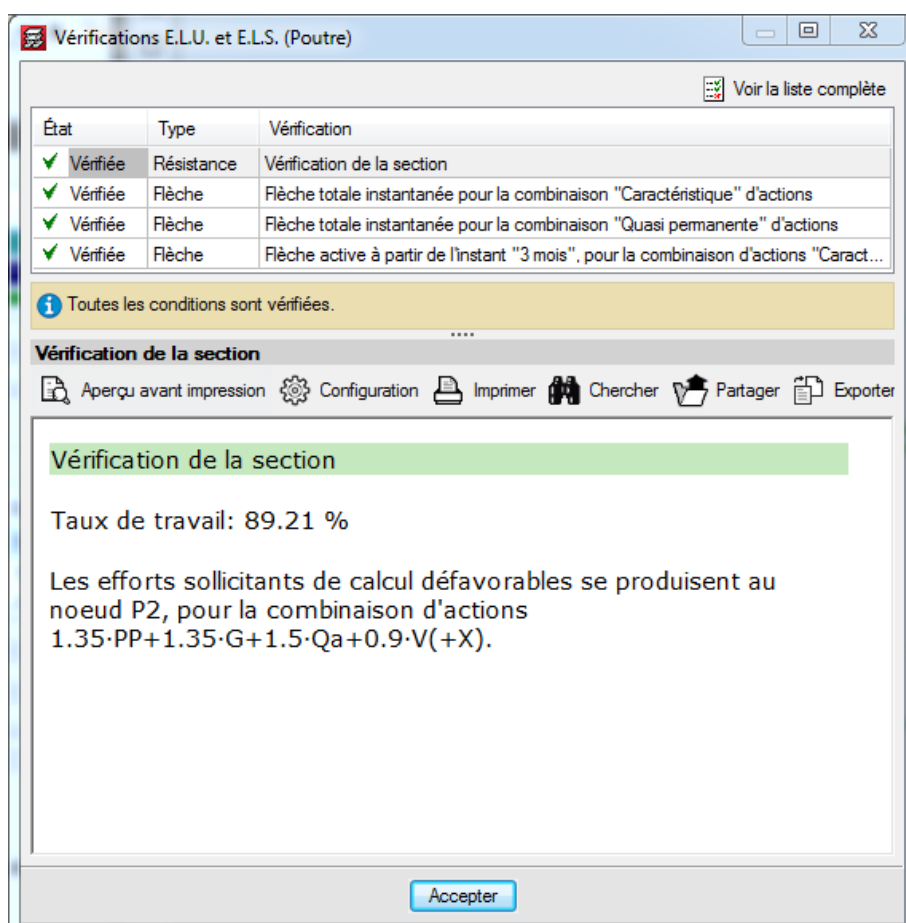 Vérifications E.L.U. et E.L.S. (Poutre)
Voir la liste complète
État Type Vérification
Vérifiée Résistance Vérification de la section
Vérifiée Flèche Flèche totale instantanée pour la combinaison "Caractéristique" d'actions
Vérifiée Flèche Flèche totale instantanée pour la combinaison "Quasi permanente" d'actions
Vérifiée Flèche Flèche active à partir de l'instant "3 mois", pour la combinaison d'actions "Caract...
Toutes les conditions sont vérifiées.
Vérification de la section
Aperçu avant impression Configuration Imprimer Chercher Partager Exporter
Vérification de la section
Taux de travail: 89.21 %
Les efforts sollicitants de calcul défavorables se produisent au
noeud P2, pour la combinaison d'actions
1.35·PP+1.35·G+1.5·Qa+0.9·V(+X).
Accepter